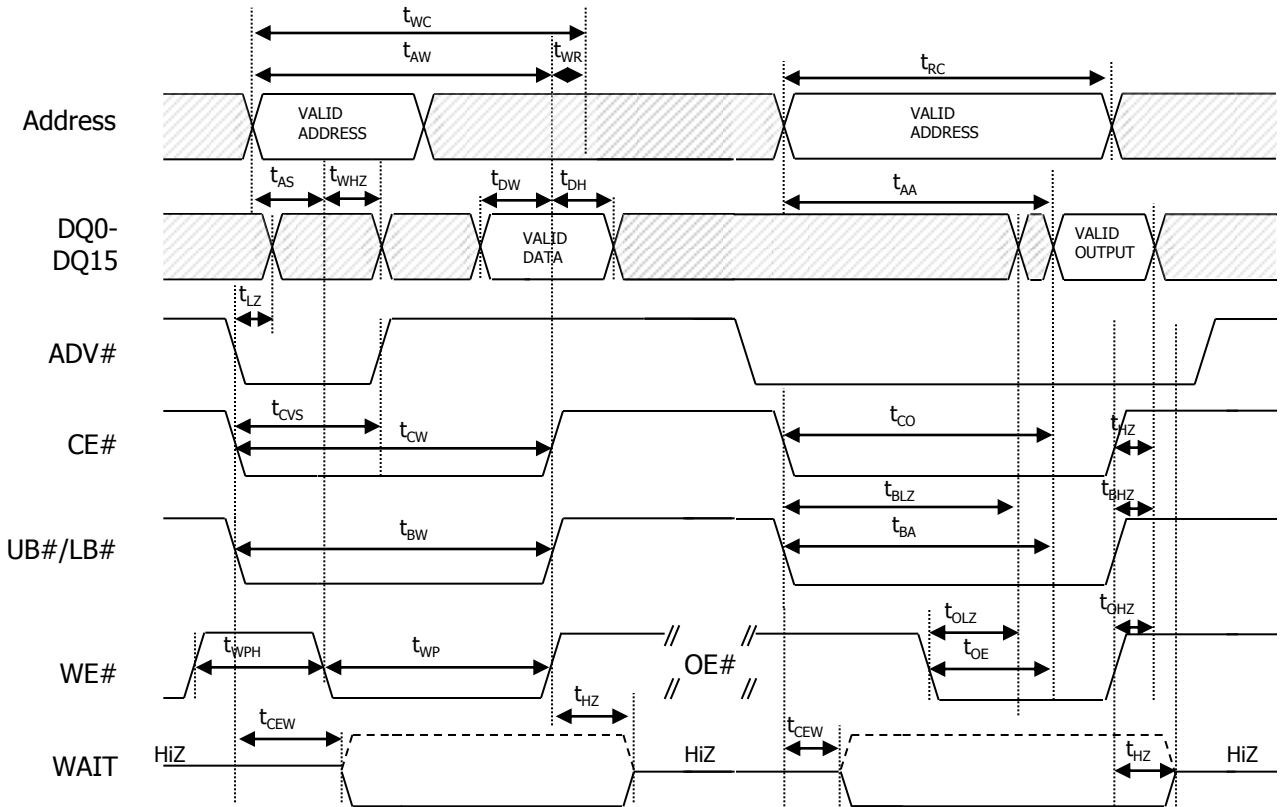 tWC
tAW
tWR
tRC
Address
VALID
ADDRESS
VALID
ADDRESS
tAS
tWHZ
tDW
tDH
tAA
DQ0-
DQ15
VALID
DATA
VALID
OUTPUT
tLZ
ADV#
tCVS
tCW
tCO
tHZ
CE#
tBLZ
tBHZ
tBW
tBA
UB#/LB#
tOLZ
tOHZ
tWPH
tWP
tOE
WE#
//
//
OE#
//
//
tHZ
tCEW
tCEW
tHZ
WAIT
HiZ
HiZ
HiZ